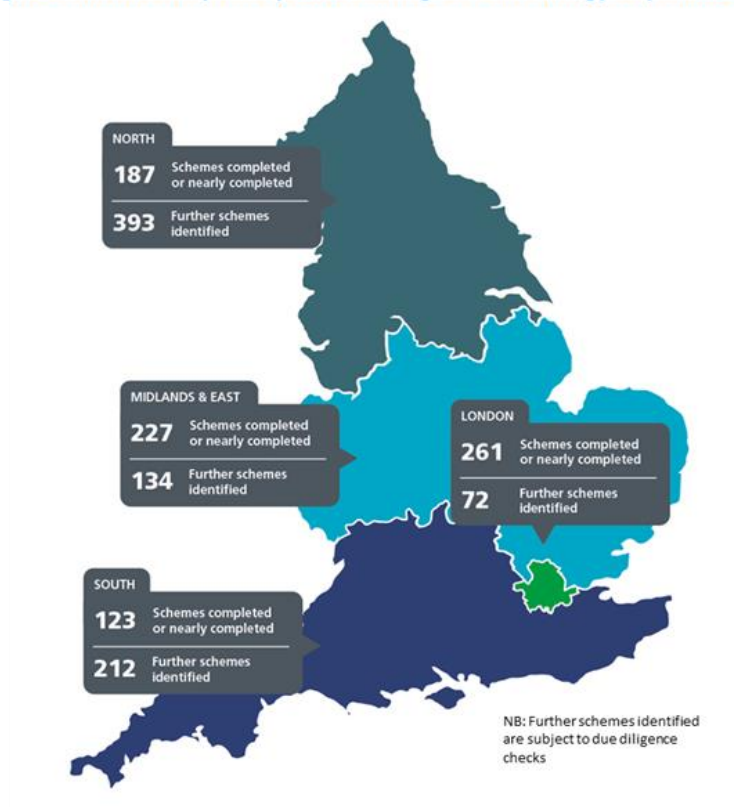 NORTH
187 Schemes completed
or nearly completed
393 Further schemes
identified
MIDLANDS & EAST
227 Schemes completed
or nearly completed
134 Further schemes
identified
LONDON
261 Schemes completed
or nearly completed
72 Further schemes
identified
SOUTH
123 Schemes completed
or nearly completed
212 Further schemes
identified
NB: Further schemes identified
are subject to due diligence
checks